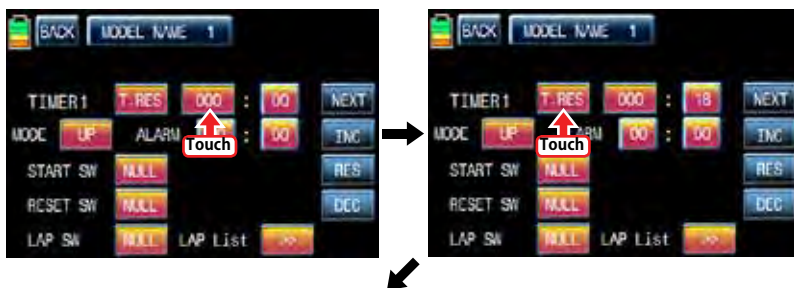 BACK MODEL NAME 1
TIMER1 T-RES 000 : 00 NEXT
MODE UP ALARM : 00 INC
Touch
START SW NULL RES
RESET SW NULL DEC
LAP SW NULL LAP List >>
BACK MODEL NAME 1
TIMER1 T-RES 000 : 18 NEXT
MODE UP 00 : 00 INC
Touch
START SW NULL RES
RESET SW NULL DEC
LAP SW NULL LAP List >>